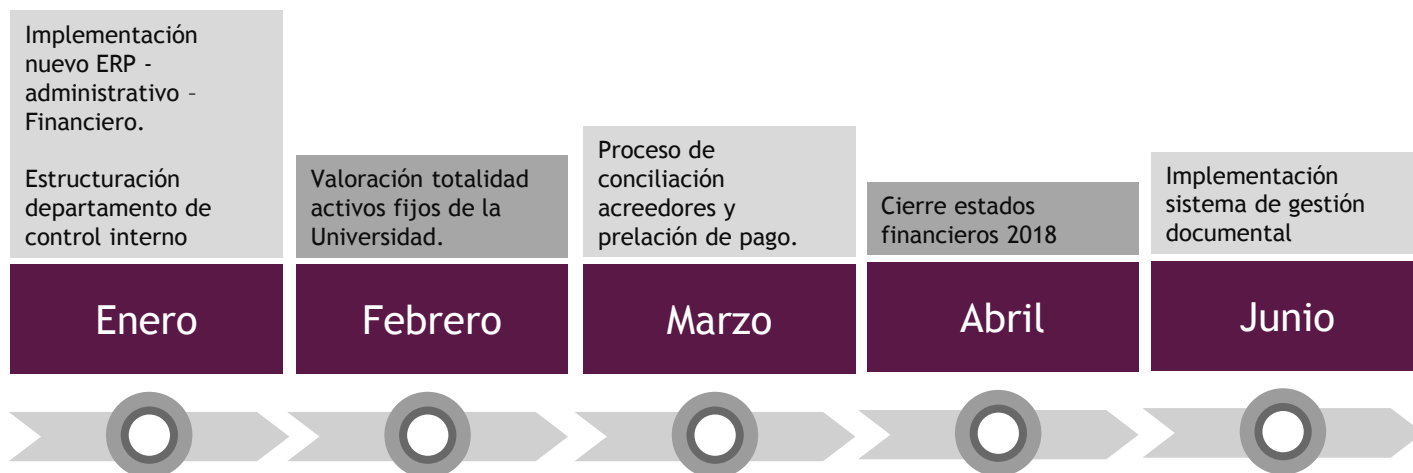 Implementación
nuevo ERP -
administrativo –
Financiero.
Estructuración
departamento de
control interno
Enero
Valoración totalidad
activos fijos de la
Universidad.
Febrero
Proceso de
conciliación
acreedores y
prelación de pago.
Marzo
Cierre estados
financieros 2018
Abril
Implementación
sistema de gestión
documental
Junio